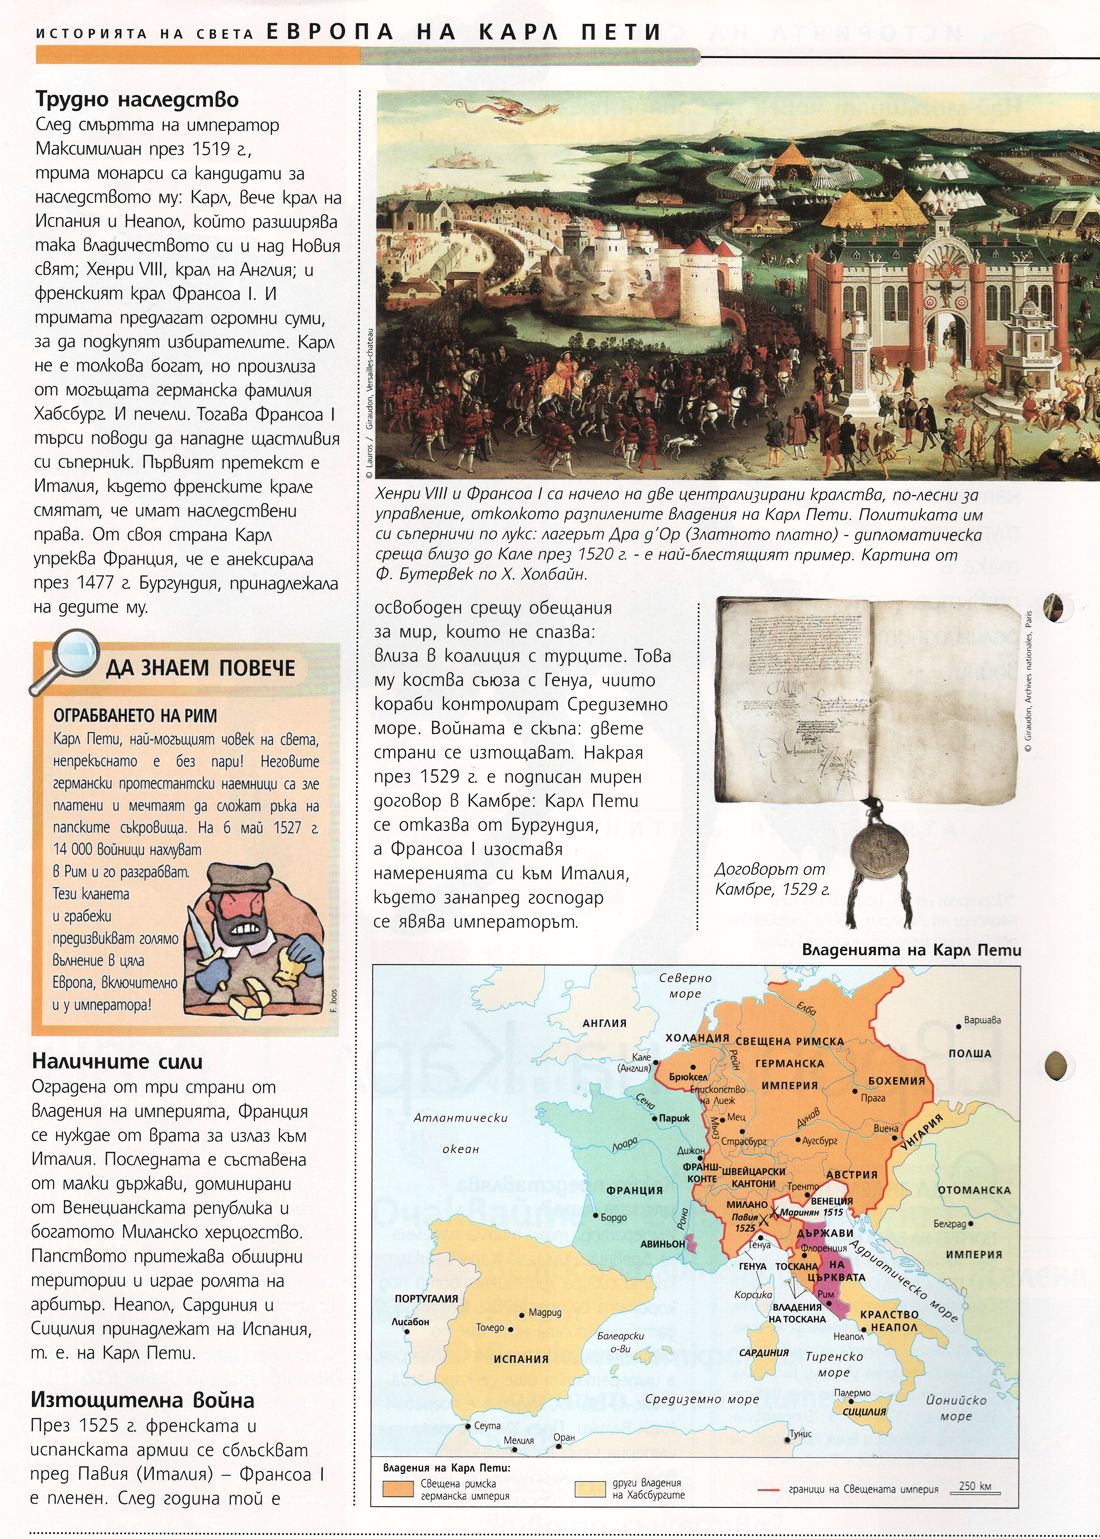 ИСТОРИЯТА НА СВЕТА ЕВРОПА НА КАРЛ ПЕТИ
Трудно наследство
След смъртта на император
Максимилиан през 1519 г.,
трима монарси са кандидати за
наследството му: Карл, вече крал на
Испания и Неапол, който разширява
така владичеството си и над Новия
свят; Хенри VIII, крал на Англия; и
френският крал Франсоа I. И
тримата предлагат огромни суми,
за да подкупят избирателите. Карл
не е толкова богат, но произлиза
от могъщата германска фамилия
Хабсбург. И печели. Тогава Франсоа I
търси поводи да нападне щастливия
си съперник. Първият претекст е
Италия, където френските крале
смятат, че имат наследствени
права. От своя страна Карл
упреква Франция, че е анексирала
през 1477 г. Бургундия, принадлежала
на дедите му.
ДА ЗНАЕМ ПОВЕЧЕ
ОГРАБВАНЕТО НА РИМ
Карл Пети, най-могъщият човек на света,
непрекъснато е без пари! Неговите
германски протестантски наемници са зле
платени и мечтаят да сложат ръка на
папските съкровища. На 6 май 1527 г.
14 000 войници нахлуват
в Рим и го разграбват.
Тези кланета
и грабежи
предизвикват голямо
вълнение в цяла
Европа, включително
и у императора!
F. Joos
Наличните сили
Оградена от три страни от
владения на империята, Франция
се нуждае от врата за излаз към
Италия. Последната е съставена
от малки държави, доминирани
от Венецианската република и
богатото Миланско херцогство.
Папството притежава обширни
територии и играе ролята на
арбитър. Неапол, Сардиния и
Сицилия принадлежат на Испания,
т. е. на Карл Пети.
Изтощителна война
През 1525 г. френската и
испанската армии се сблъскват
пред Павия (Италия) – Франсоа I
е пленен. След година той е
© Lauros / Giraudon, Versailles-chateau
Хенри VIII и Франсоа I са начело на две централизирани кралства, по-лесни за
управление, отколкото разпилените владения на Карл Пети. Политиката им
си съперничи по лукс: лагерът Дра д'Ор (Златното платно) - дипломатическа
среща близо до Кале през 1520 г. - е най-блестящият пример. Картина от
Ф. Бутервек по Х. Холбайн.
освободен срещу обещания
за мир, които не спазва:
влиза в коалиция с турците. Това
му коства съюза с Генуа, чиито
кораби контролират Средиземно
море. Войната е скъпа: двете
страни се изтощават. Накрая
през 1529 г. е подписан мирен
договор в Камбре: Карл Пети
се отказва от Бургундия,
а Франсоа I изоставя
намеренията си към Италия,
където занапред господар
се явява императорът.
© Giraudon, Archives nationales, Paris
Договорът от
Камбре, 1529 г.
Владенията на Карл Пети
Северно
море
АНГЛИЯ
Кале
(Англия)
ХОЛАНДИЯ
СВЕЩЕНА РИМСКА
ГЕРМАНСКА
ИМПЕРИЯ
Елба
Рейн
Варшава
ПОЛША
Брюксел
Епископство
на Лиеж
БОХЕМИЯ
Прага
Сена
Париж
Мец
Мьоз
Страсбург
Дунав
Аугсбург
Виена
УНГАРИЯ
Атлантически
океан
Лоара
Дижон
ФРАНШ-
КОНТЕ
ШВЕЙЦАРСКИ
КАНТОНИ
АВСТРИЯ
ФРАНЦИЯ
Тренто
ВЕНЕЦИЯ
МИЛАНО
Павия
1525
Маринян 1515
Бордо
Рона
АВИНЬОН
Генуа
ОТОМАНСКА
ИМПЕРИЯ
Белград
ДЪРЖАВИ
НА
ЦЪРКВАТА
Флоренция
ГЕНУА
ТОСКАНА
Адриатическо море
Корсика
ВЛАДЕНИЯ
НА ТОСКАНА
Рим
КРАЛСТВО
НЕАПОЛ
Неапол
ПОРТУГАЛИЯ
Лисабон
Мадрид
Толедо
ИСПАНИЯ
Балеарски
о-ви
САРДИНИЯ
Тиренско
море
Средиземно море
Палермо
СИЦИЛИЯ
Йонийско
море
Сеута
Мелиля
Оран
Тунис
владения на Карл Пети:
Свещена римска
германска империя
други владения
на Хабсбургите
граници на Свещената империя
250 км